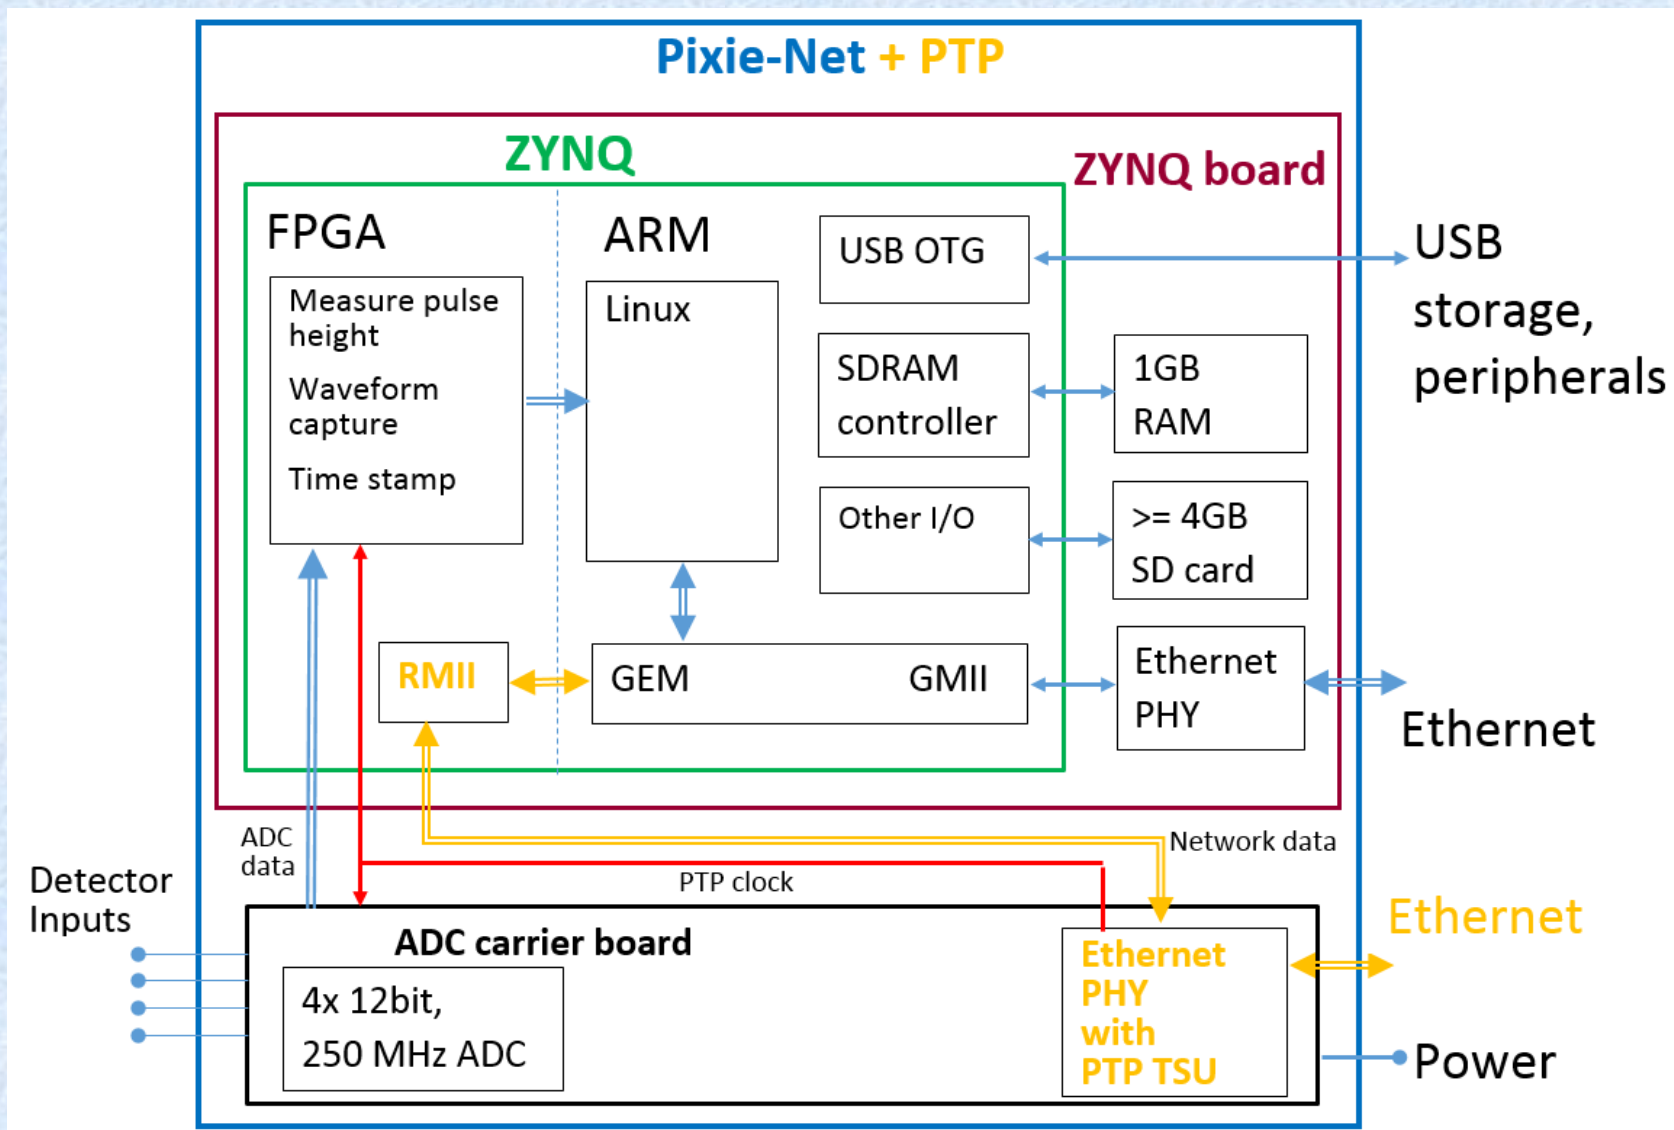 Pixie-Net + PTP
ZYNQ
ZYNQ board
FPGA
ARM
Measure pulse
height
Waveform
capture
Time stamp
Linux
USB OTG
SDRAM
controller
Other I/O
1GB
RAM
>= 4GB
SD card
RMII
GEM
GMII
Ethernet
PHY
USB
storage,
peripherals
Ethernet
ADC
data
Network data
PTP clock
Detector
Inputs
ADC carrier board
4x 12bit,
250 MHz ADC
Ethernet
PHY
with
PTP TSU
Ethernet
Power